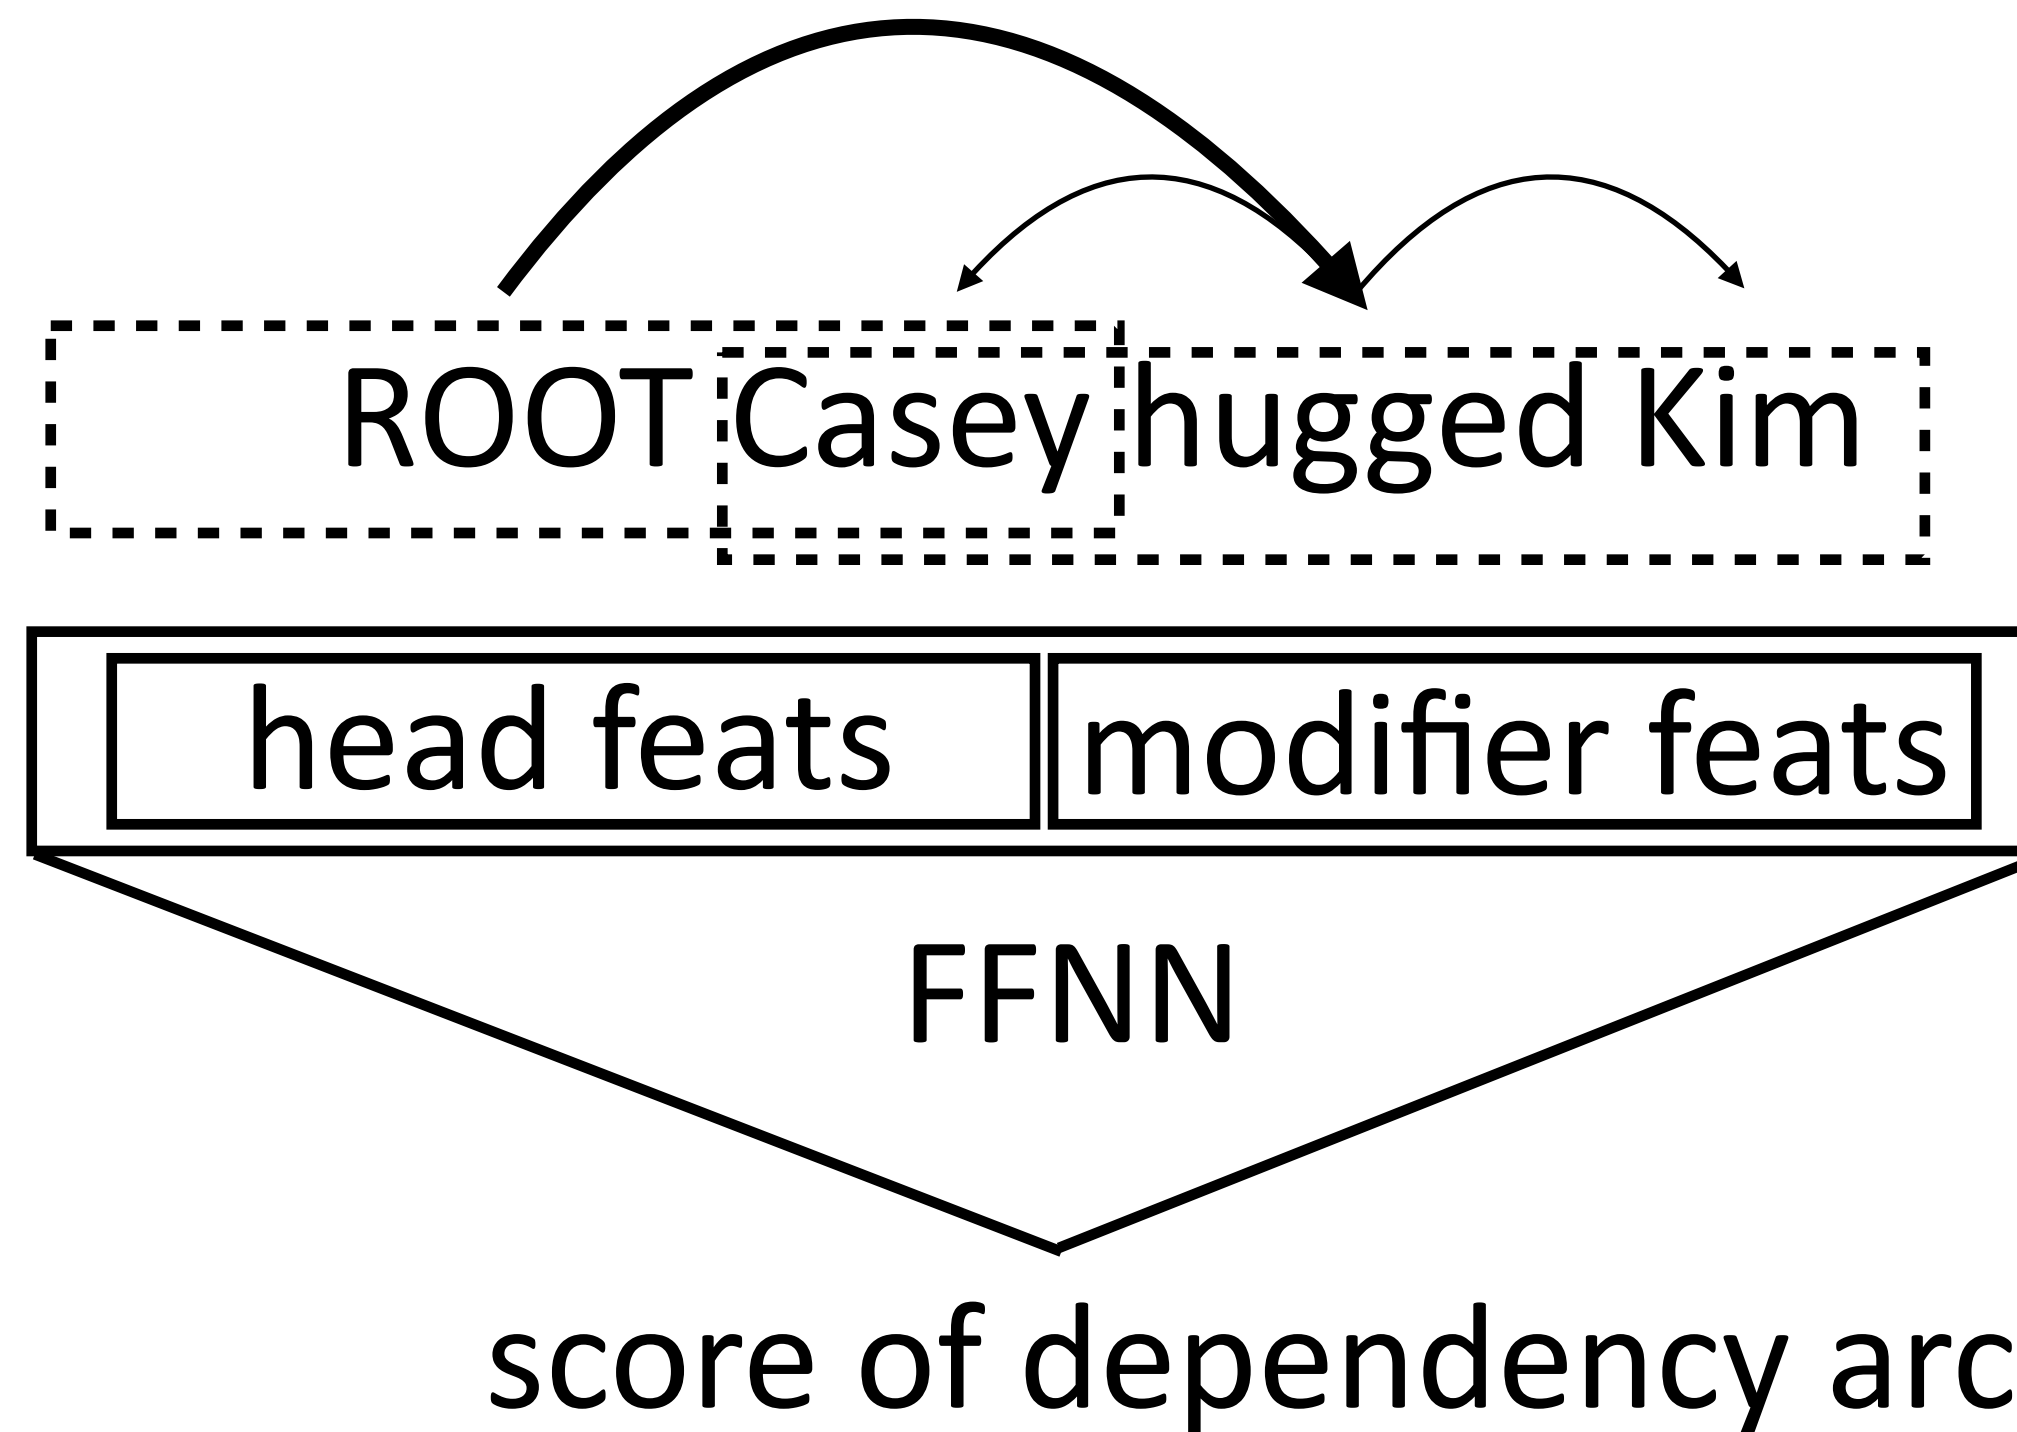 ROOT Casey hugged Kim
head feats modifier feats
FFNN
score of dependency arc